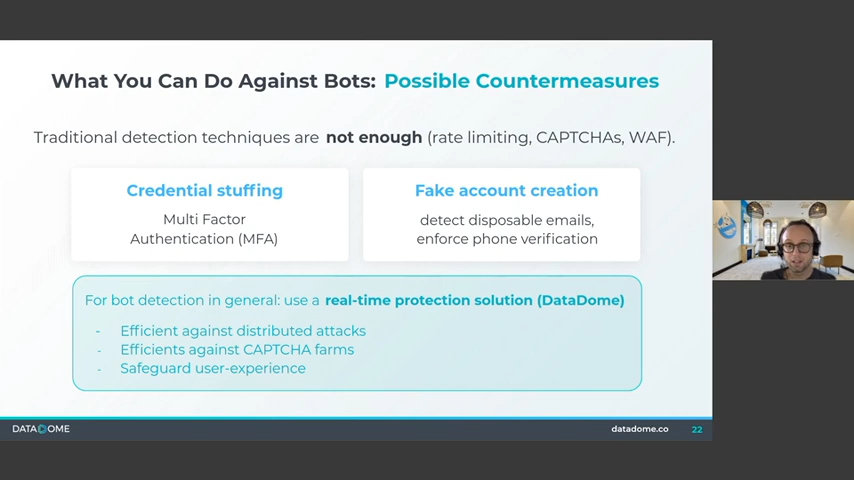 What You Can Do Against Bots: Possible Countermeasures
Traditional detection techniques are not enough (rate limiting, CAPTCHAs, WAF).
Credential stuffing
Multi Factor
Authentication (MFA)
Fake account creation
detect disposable emails,
enforce phone verification
For bot detection in general: use a real-time protection solution (DataDome)
- Efficient against distributed attacks
- Efficients against CAPTCHA farms
- Safeguard user-experience
DATADOME
datadome.co
22